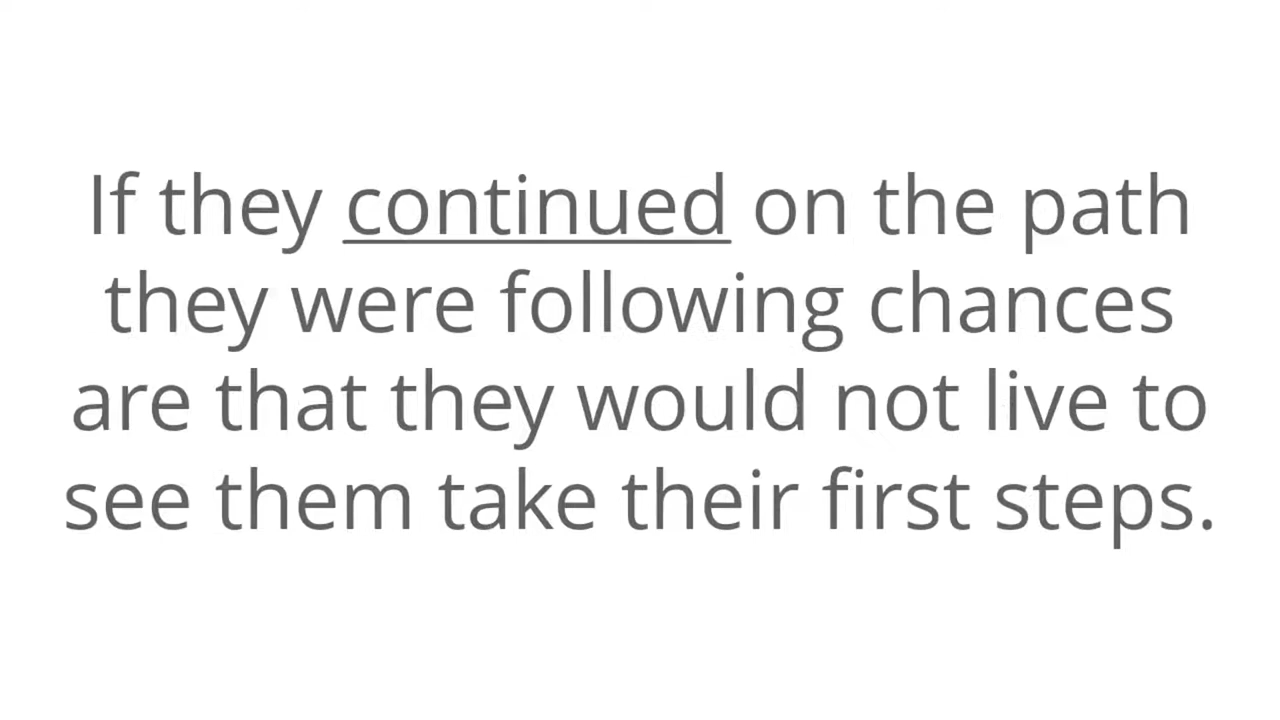 If they continued on the path
they were following chances
are that they would not live to
see them take their first steps.